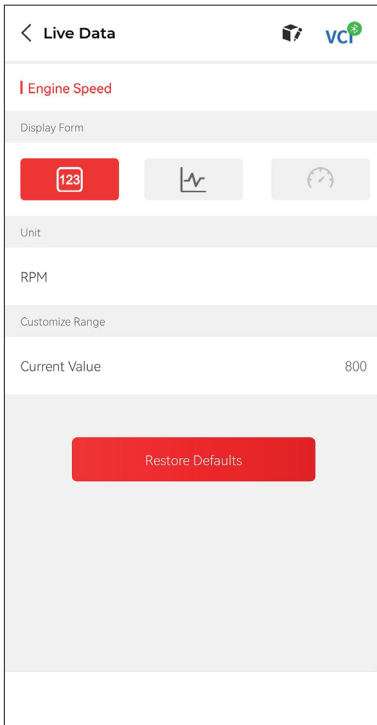 Live Data
VCI
Engine Speed
Display Form
123
Unit
RPM
Customize Range
Current Value 800
Restore Defaults